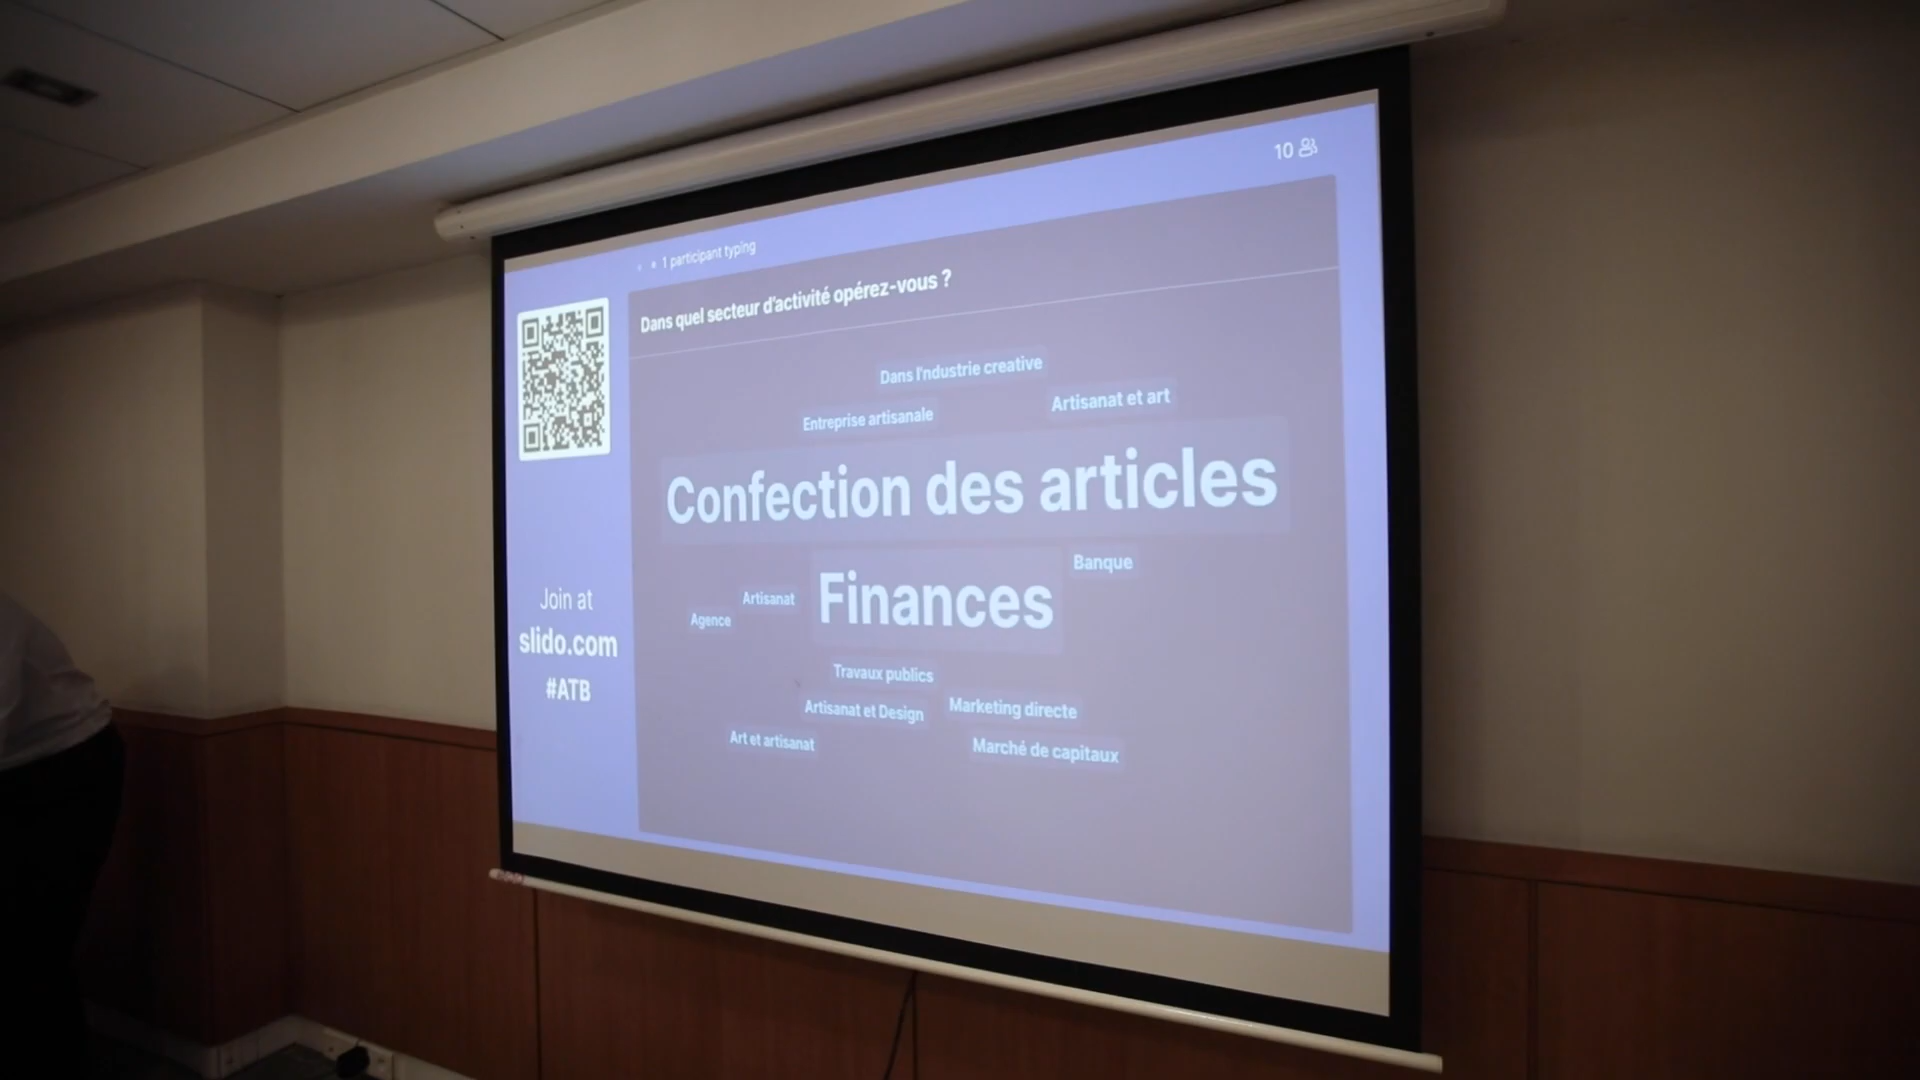 10
1 participant typing
Dans quel secteur d'activité opérez-vous ?
Dans l'ndustrie creative
Artisanat et art
Entreprise artisanale
Confection des articles
Banque
Finances
Artisanat
Agence
Travaux publics
Artisanat et Design
Marketing directe
Art et artisanat
Marché de capitaux
Join at
slido.com
#ATB